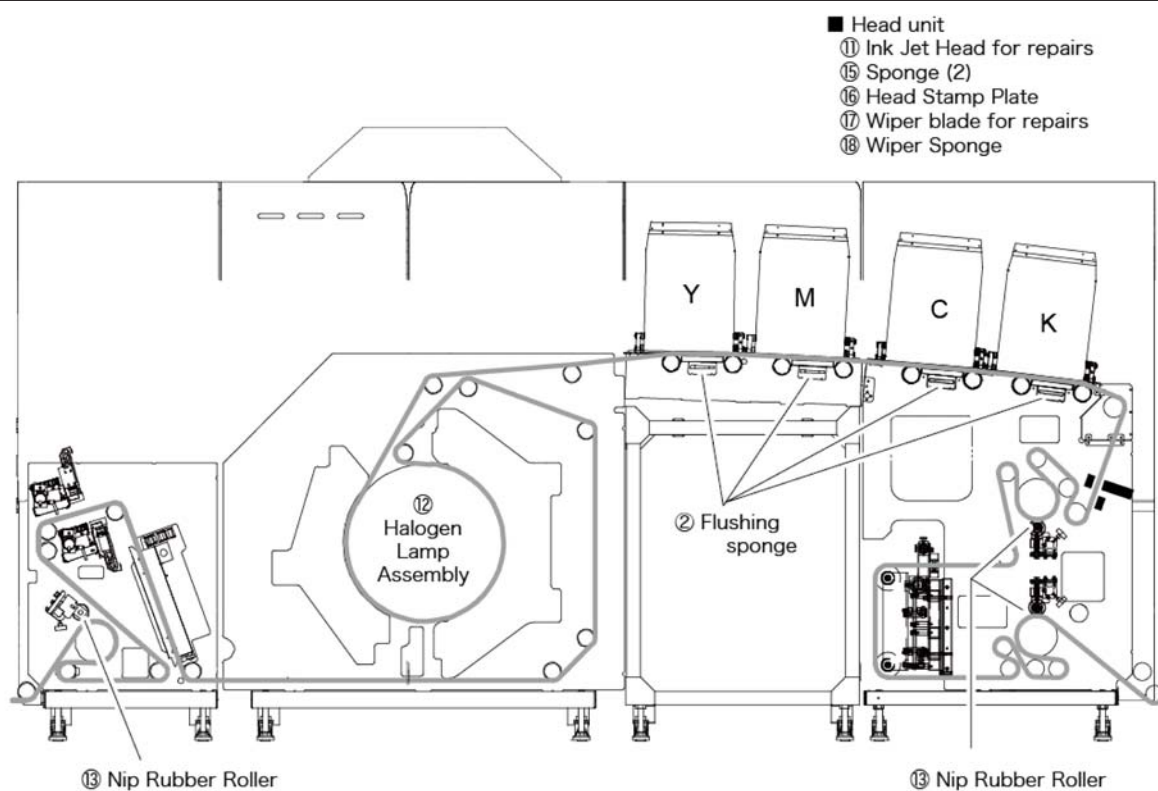 ■ Head unit
⑪ Ink Jet Head for repairs
⑮ Sponge (2)
⑯ Head Stamp Plate
⑰ Wiper blade for repairs
⑱ Wiper Sponge
Y
M
C
K
⑫
Halogen
Lamp
Assembly
② Flushing
sponge
⑬ Nip Rubber Roller
⑬ Nip Rubber Roller